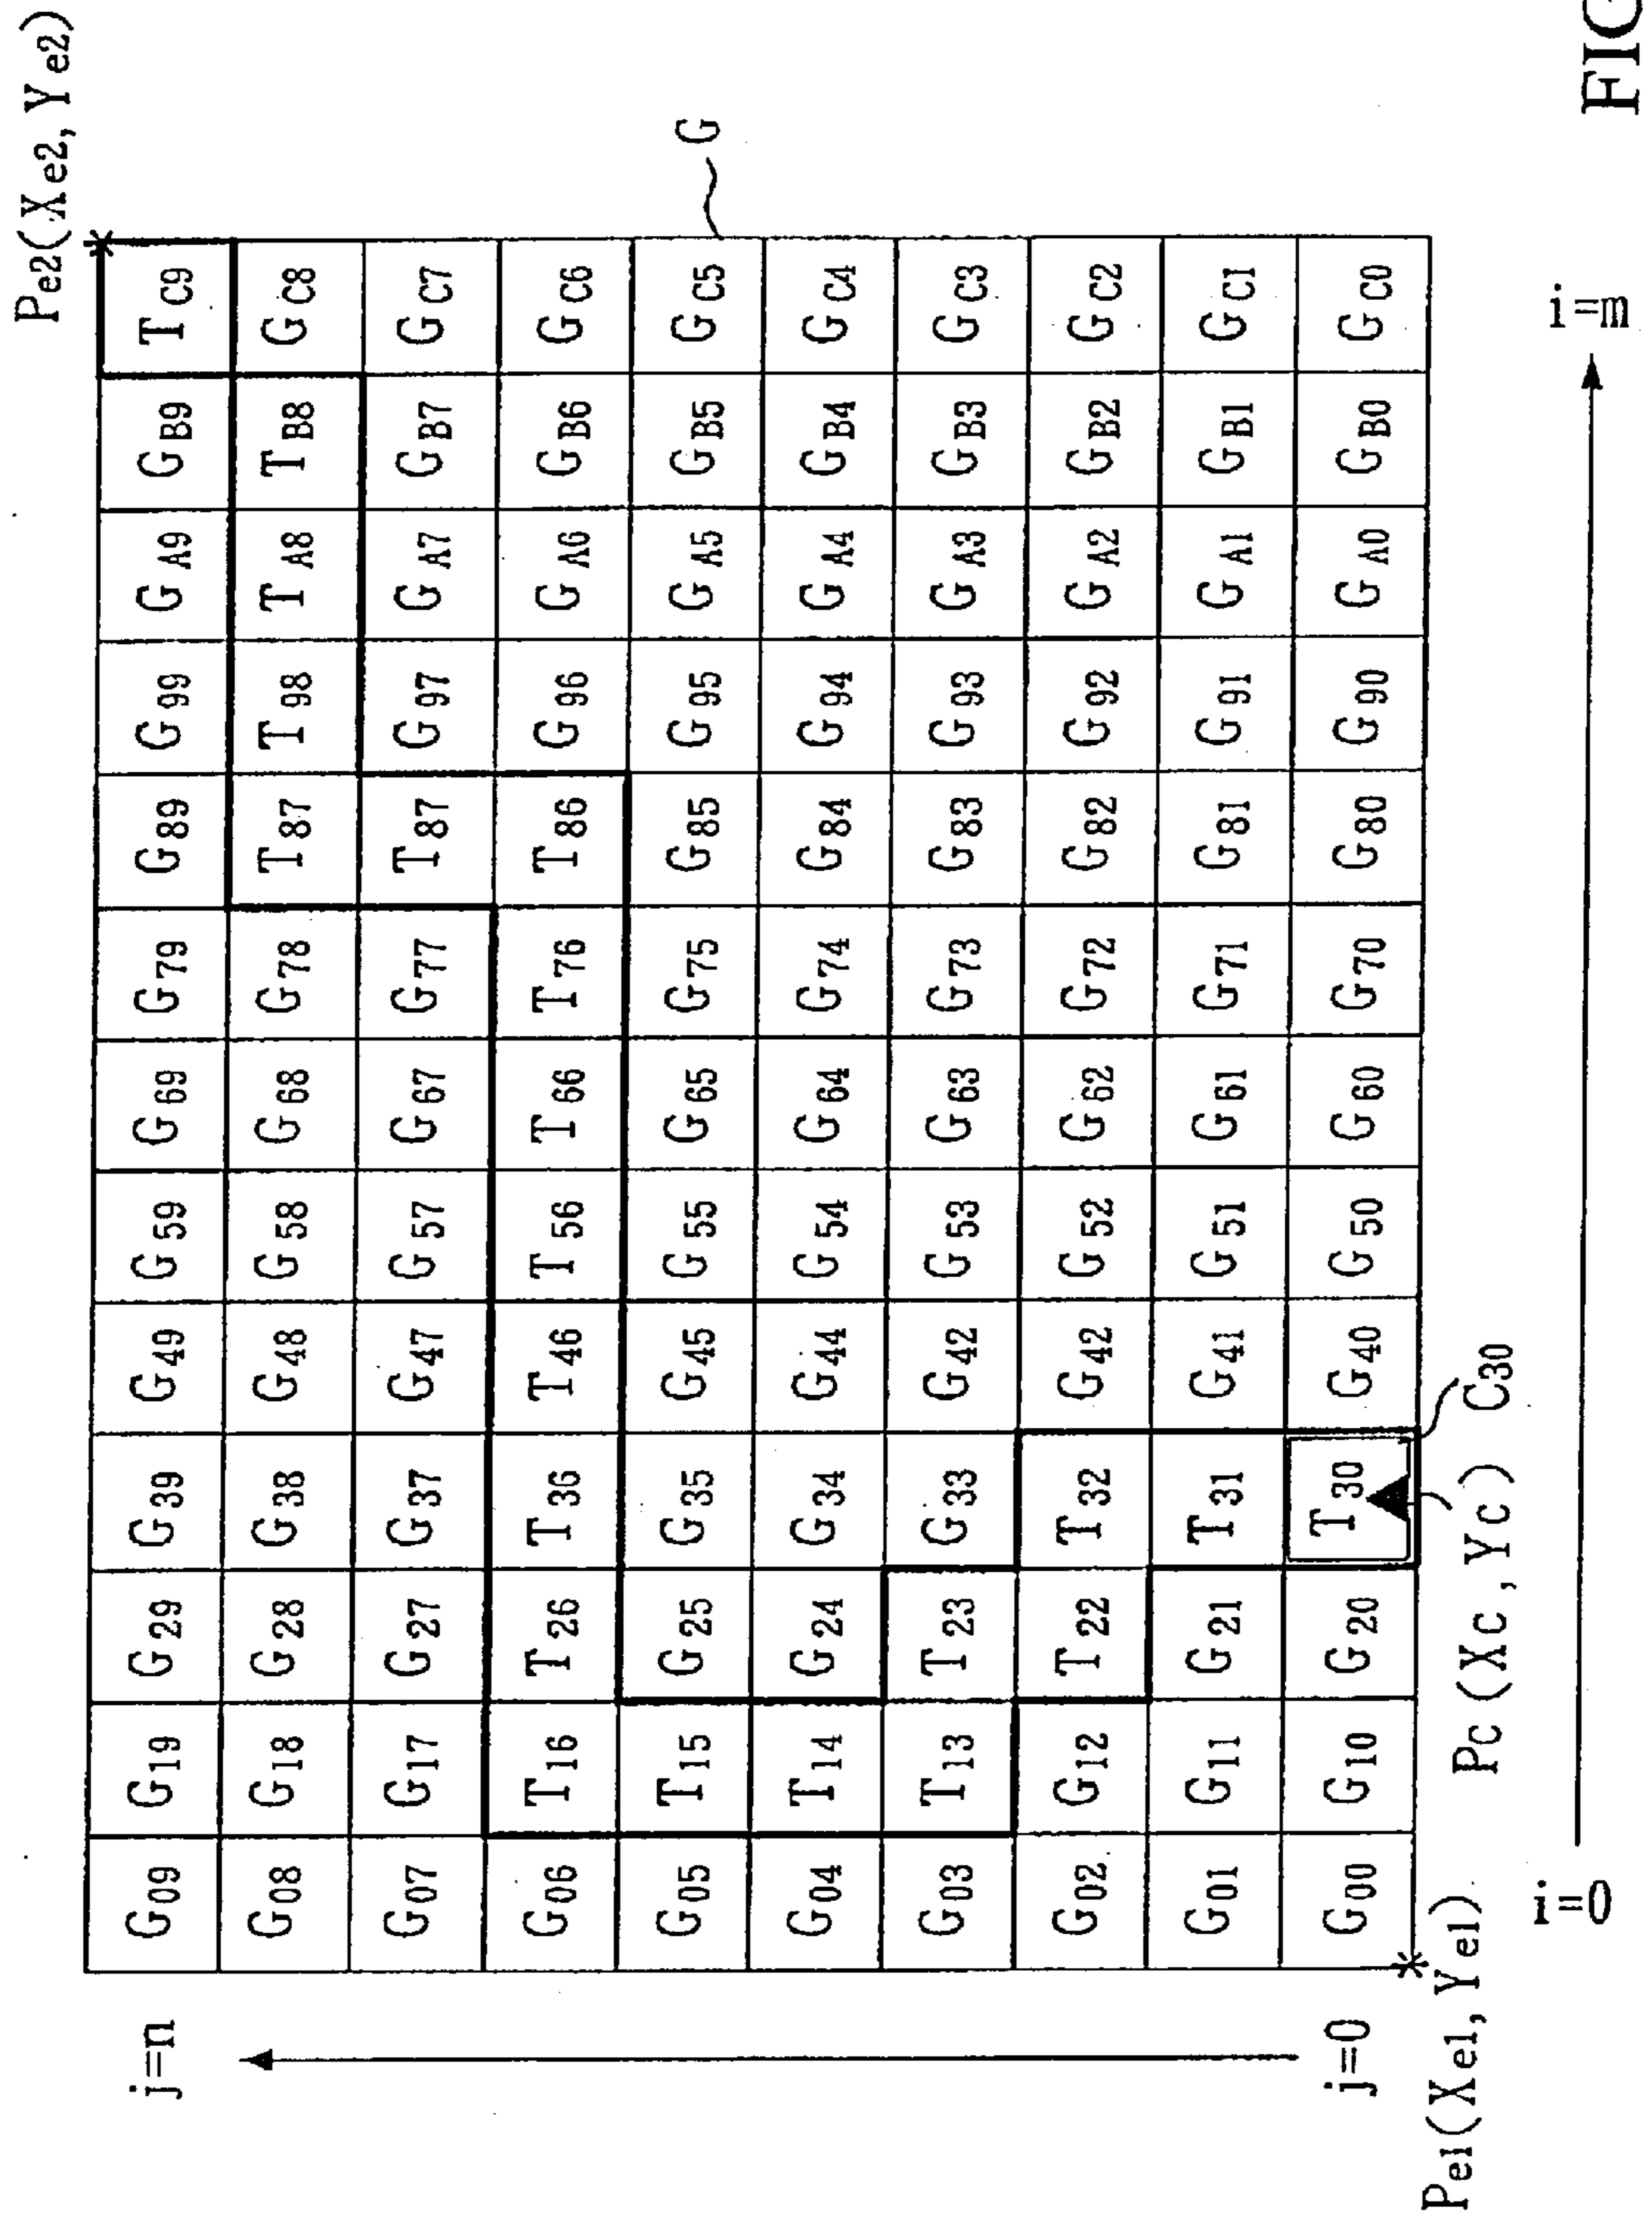 Pe2(Xe2,Ye2)
j=n G09 G19 G29 G39 G49 G59 G69 G79 G89 G99 GA9 GB9 TC9
G08 G18 G28 G38 G48 G58 G68 G78 T87 T98 TA8 TB8 GC8
G07 G17 G27 G37 G47 G57 G67 G77 T87 G97 GA7 GB7 GC7
G06 T16 T26 T36 T46 T56 T66 T76 T86 G96 GA6 GB6 GC6
G05 T15 G25 G35 G45 G55 G65 G75 G85 G95 GA5 GB5 GC5 G
G04 T14 G24 G34 G44 G54 G64 G74 G84 G94 GA4 GB4 GC4
G03 T13 T23 G33 G42 G53 G63 G73 G83 G93 GA3 GB3 GC3
G02 G12 T22 T32 G42 G52 G62 G72 G82 G92 GA2 GB2 GC2
G01 G11 G21 T31 G41 G51 G61 G71 G81 G91 GA1 GB1 GC1
j=0 G00 G10 G20 T30 G40 G50 G60 G70 G80 G90 GA0 GB0 GC0
Pe1(Xe1,Ye1) PC(XC,YC) C30
i=0 i=m
FIG